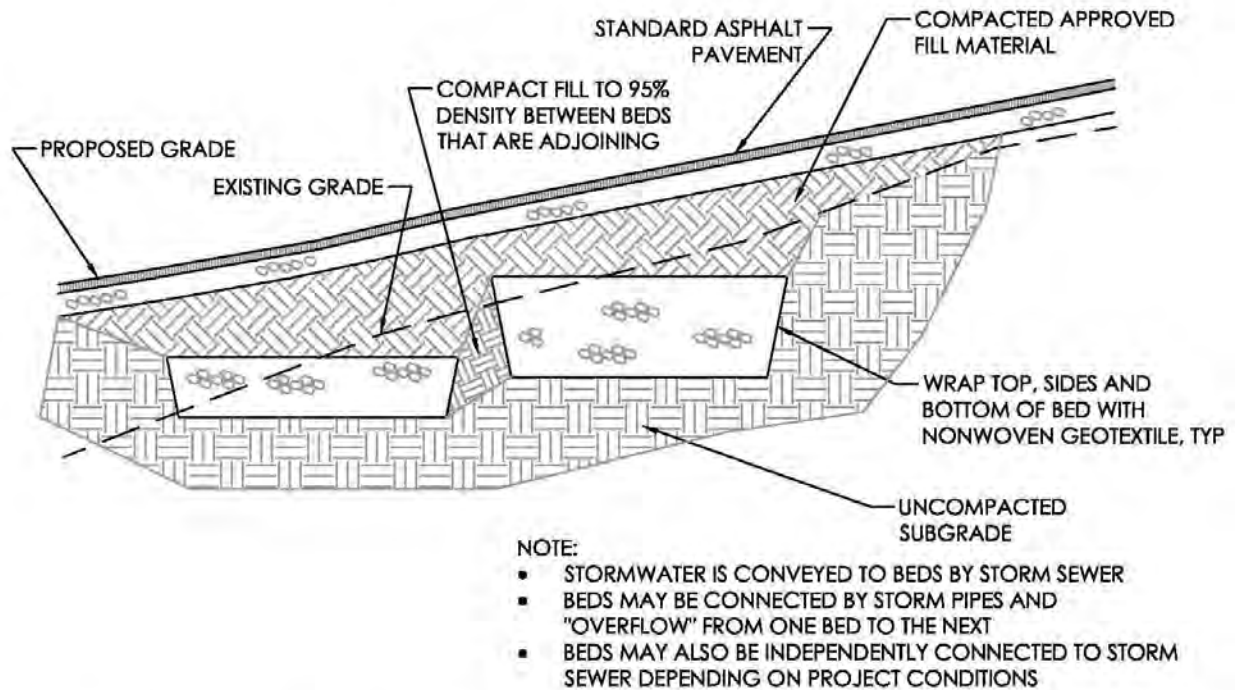 STANDARD ASPHALT
PAVEMENT
COMPACTED APPROVED
FILL MATERIAL
COMPACT FILL TO 95%
DENSITY BETWEEN BEDS
THAT ARE ADJOINING
PROPOSED GRADE
EXISTING GRADE
WRAP TOP, SIDES AND
BOTTOM OF BED WITH
NONWOVEN GEOTEXTILE, TYP
UNCOMPACTED
SUBGRADE
NOTE:
▪ STORMWATER IS CONVEYED TO BEDS BY STORM SEWER
▪ BEDS MAY BE CONNECTED BY STORM PIPES AND
"OVERFLOW" FROM ONE BED TO THE NEXT
▪ BEDS MAY ALSO BE INDEPENDENTLY CONNECTED TO STORM
SEWER DEPENDING ON PROJECT CONDITIONS